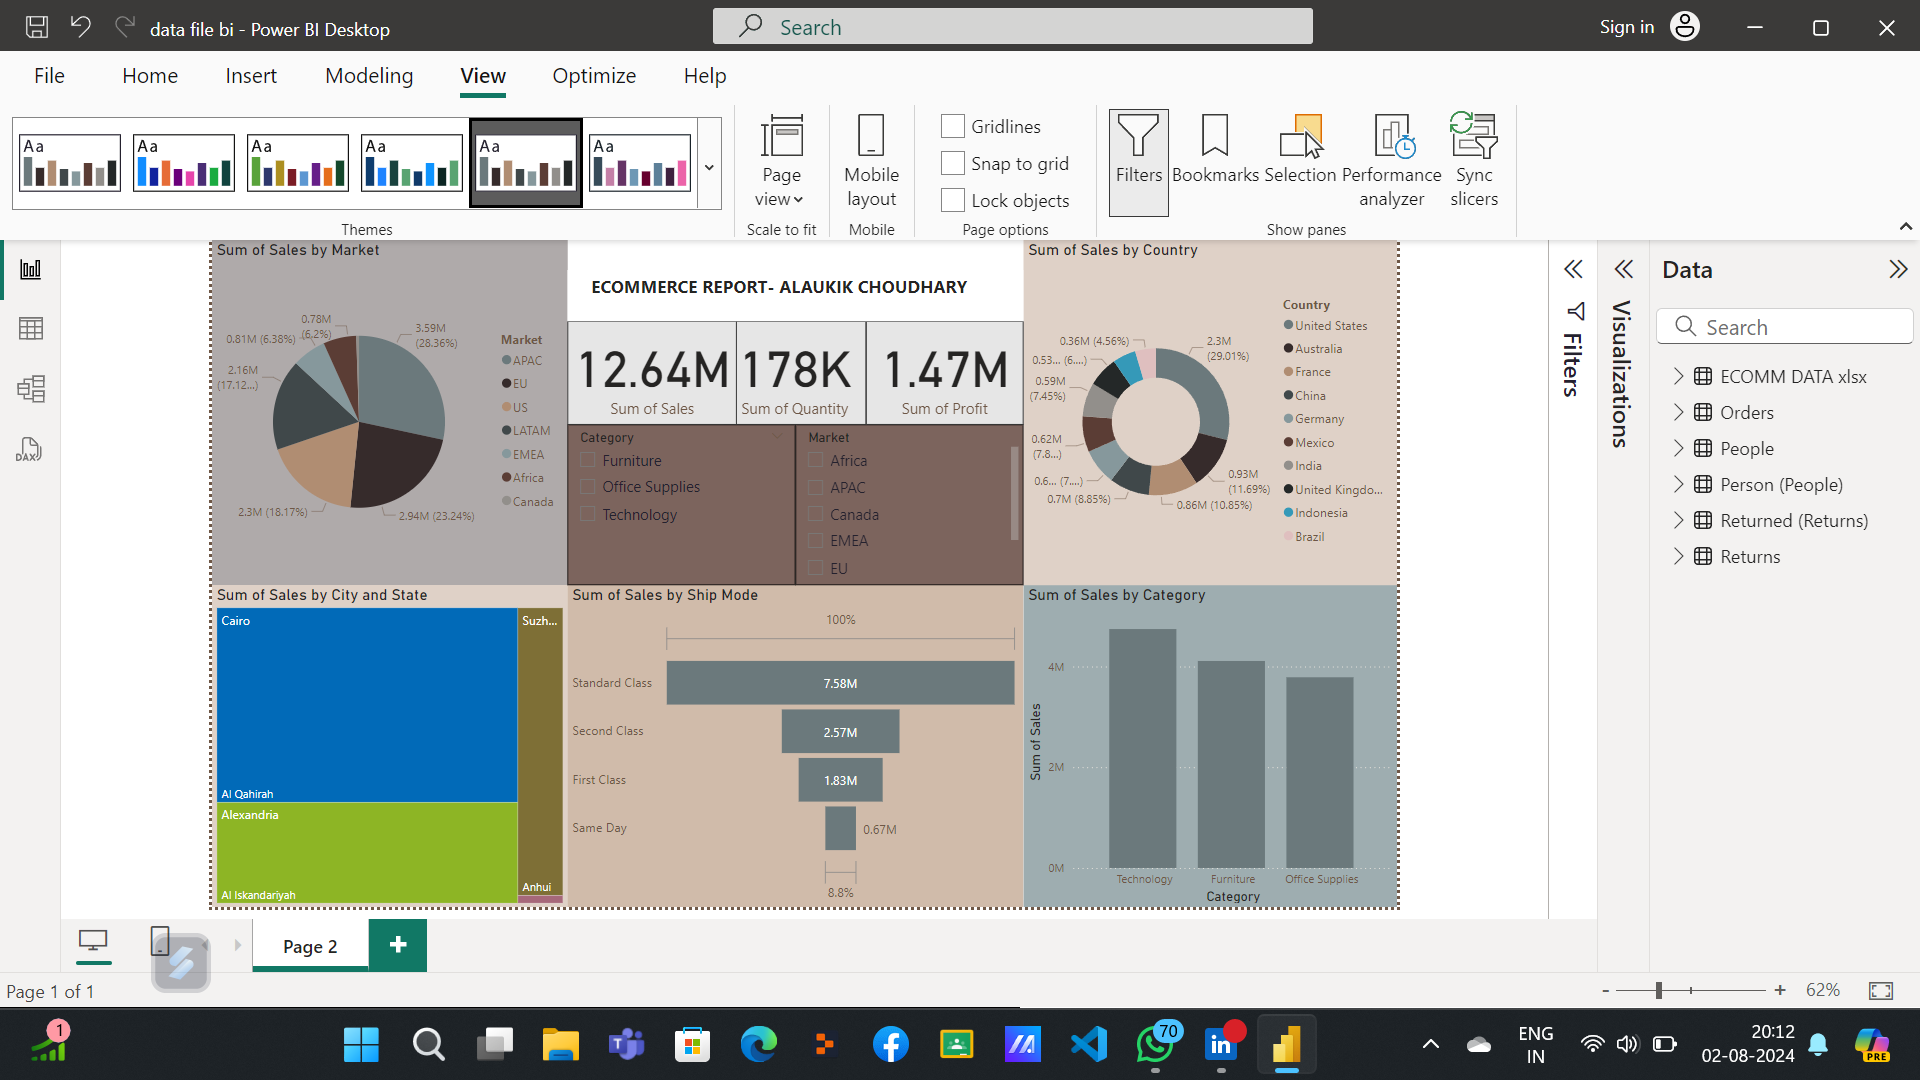 data file bi - Power BI Desktop
Search
Sign in
File Home Insert Modeling View Optimize Help
Aa Aa Aa Aa Aa Aa
Themes
Page view
Scale to fit
Mobile layout
Mobile
Gridlines
Snap to grid
Lock objects
Page options
Filters
Bookmarks
Selection
Performance analyzer
Sync slicers
Show panes
Sum of Sales by Market
0.78M (6.2%)
3.59M (28.36%)
0.81M (6.38%)
2.16M (17.12...)
2.3M (18.17%)
2.94M (23.24%)
Market
APAC
EU
US
LATAM
EMEA
Africa
Canada
ECOMMERCE REPORT- ALAUKIK CHOUDHARY
12.64M
Sum of Sales
178K
Sum of Quantity
1.47M
Sum of Profit
Category
Furniture
Office Supplies
Technology
Market
Africa
APAC
Canada
EMEA
EU
Sum of Sales by Country
0.36M (4.56%)
2.3M (29.01%)
0.53... (6....)
0.59M (7.45%)
0.62M (7.8...)
0.6... (7....)
0.7M (8.85%)
0.86M (10.85%)
0.93M (11.69%)
Country
United States
Australia
France
China
Germany
Mexico
India
United Kingdo...
Indonesia
Brazil
Sum of Sales by City and State
Cairo
Al Qahirah
Alexandria
Al Iskandariyah
Suzh...
Anhui
Sum of Sales by Ship Mode
100%
Standard Class 7.58M
Second Class 2.57M
First Class 1.83M
Same Day 0.67M
8.8%
Sum of Sales by Category
Sum of Sales
4M
2M
0M
Technology Furniture Office Supplies
Category
Filters
Visualizations
Data
Search
ECOMM DATA xlsx
Orders
People
Person (People)
Returned (Returns)
Returns
DAX
Page 2
+
Page 1 of 1
- + 62%
1
70
in
ENG
IN
20:12
02-08-2024
PRE